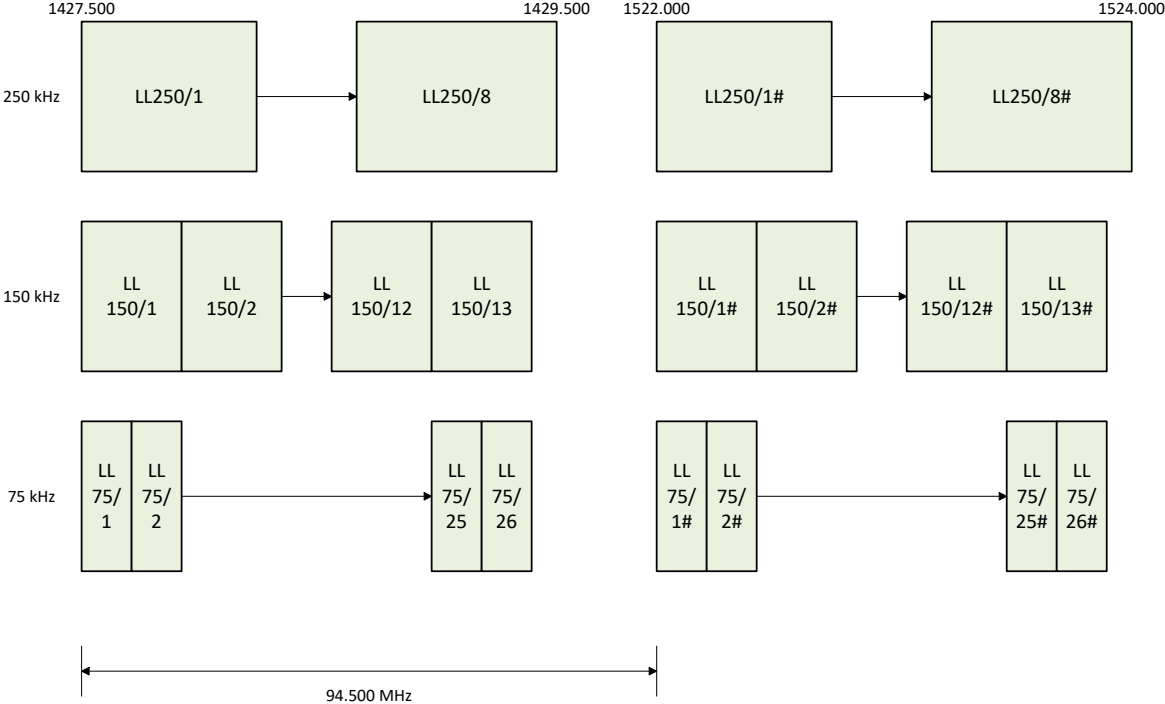 1427.500 1429.500 1522.000 1524.000
250 kHz LL250/1 LL250/8 LL250/1# LL250/8#
150 kHz
LL
150/1
LL
150/2
LL
150/12
LL
150/13
LL
150/1#
LL
150/2#
LL
150/12#
LL
150/13#
75 kHz
LL
75/
1
LL
75/
2
LL
75/
25
LL
75/
26
LL
75/
1#
LL
75/
2#
LL
75/
25#
LL
75/
26#
94.500 MHz